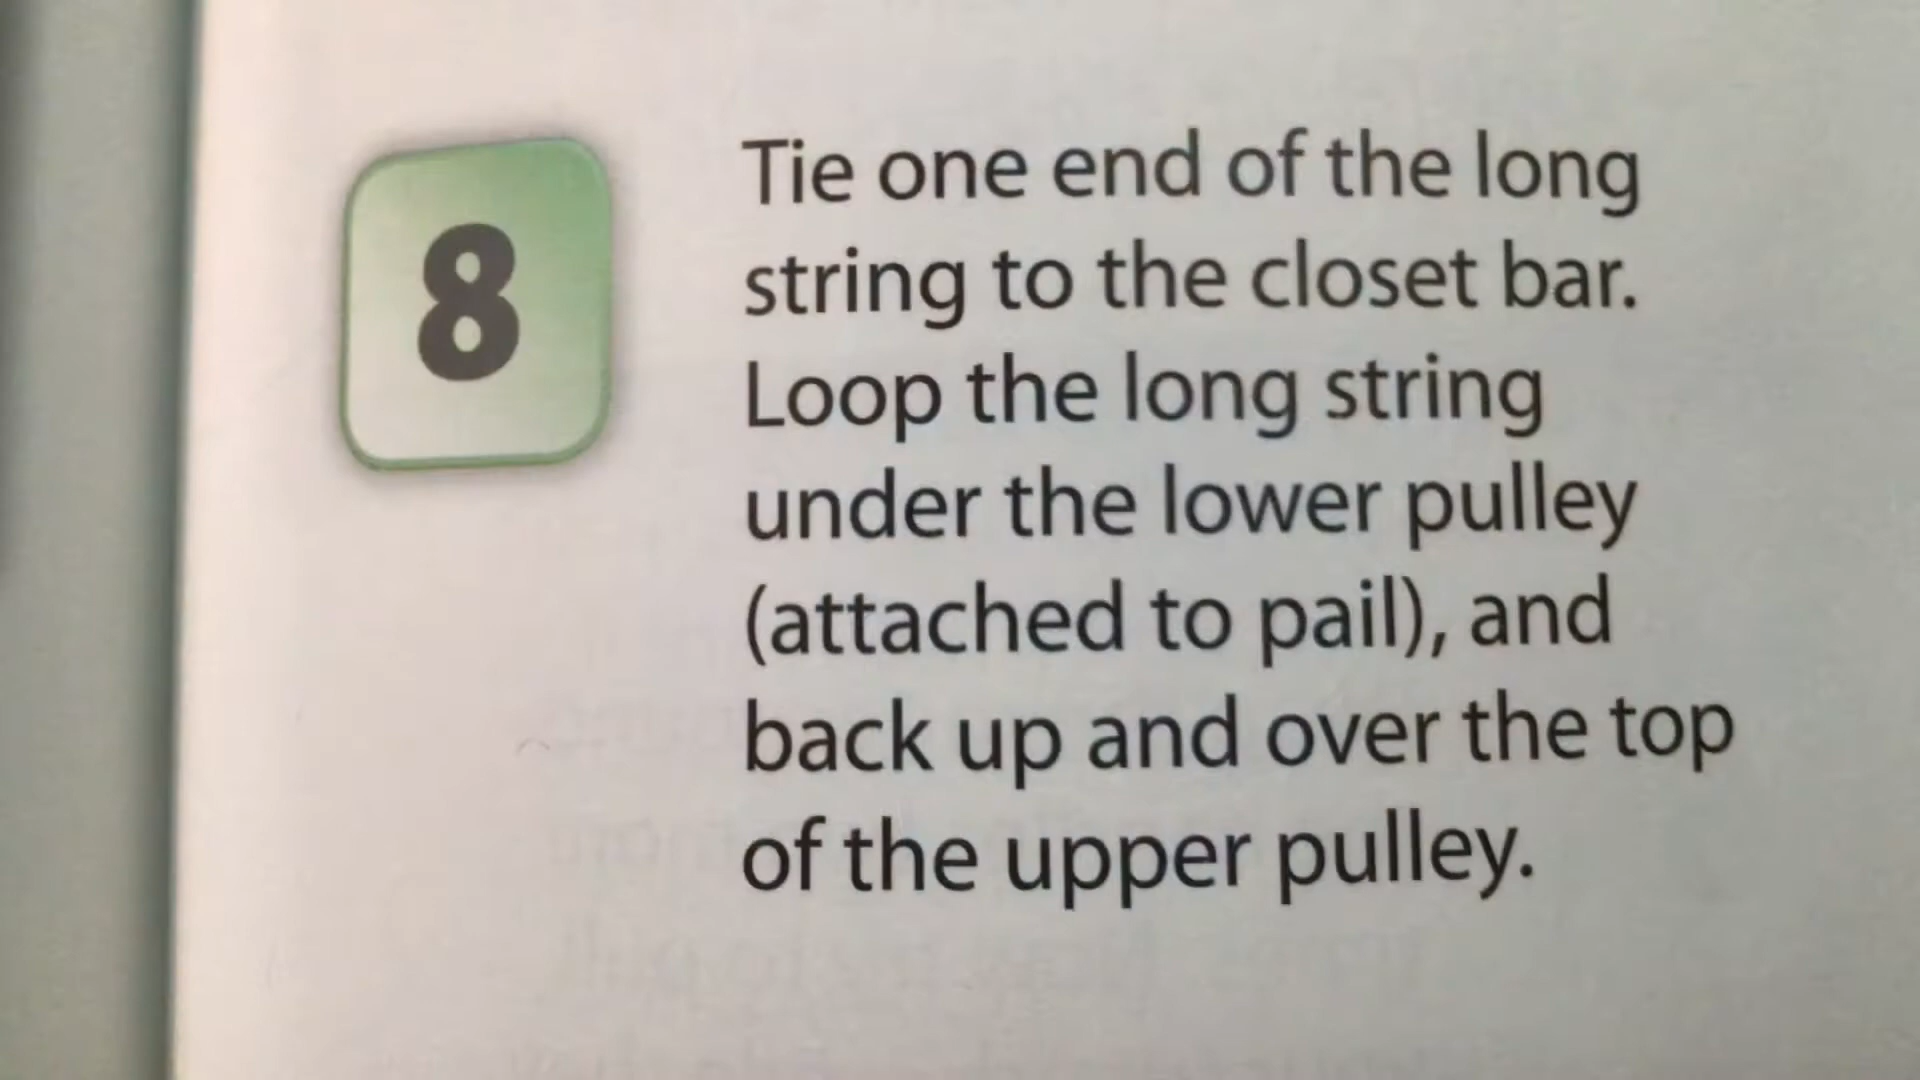 8
Tie one end of the long
string to the closet bar.
Loop the long string
under the lower pulley
(attached to pail), and
back up and over the top
of the upper pulley.